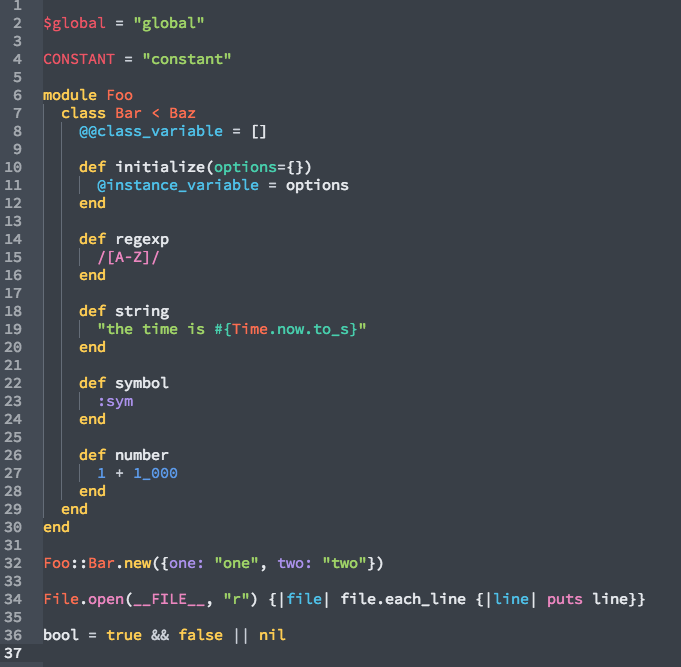 1
2 $global = "global"
3
4 CONSTANT = "constant"
5
6 module Foo
7   class Bar < Baz
8     @@class_variable = []
9
10     def initialize(options={})
11       @instance_variable = options
12     end
13
14     def regexp
15       /[A-Z]/
16     end
17
18     def string
19       "the time is #{Time.now.to_s}"
20     end
21
22     def symbol
23       :sym
24     end
25
26     def number
27       1 + 1_000
28     end
29   end
30 end
31
32 Foo::Bar.new({one: "one", two: "two"})
33
34 File.open(__FILE__, "r") {|file| file.each_line {|line| puts line}}
35
36 bool = true && false || nil
37